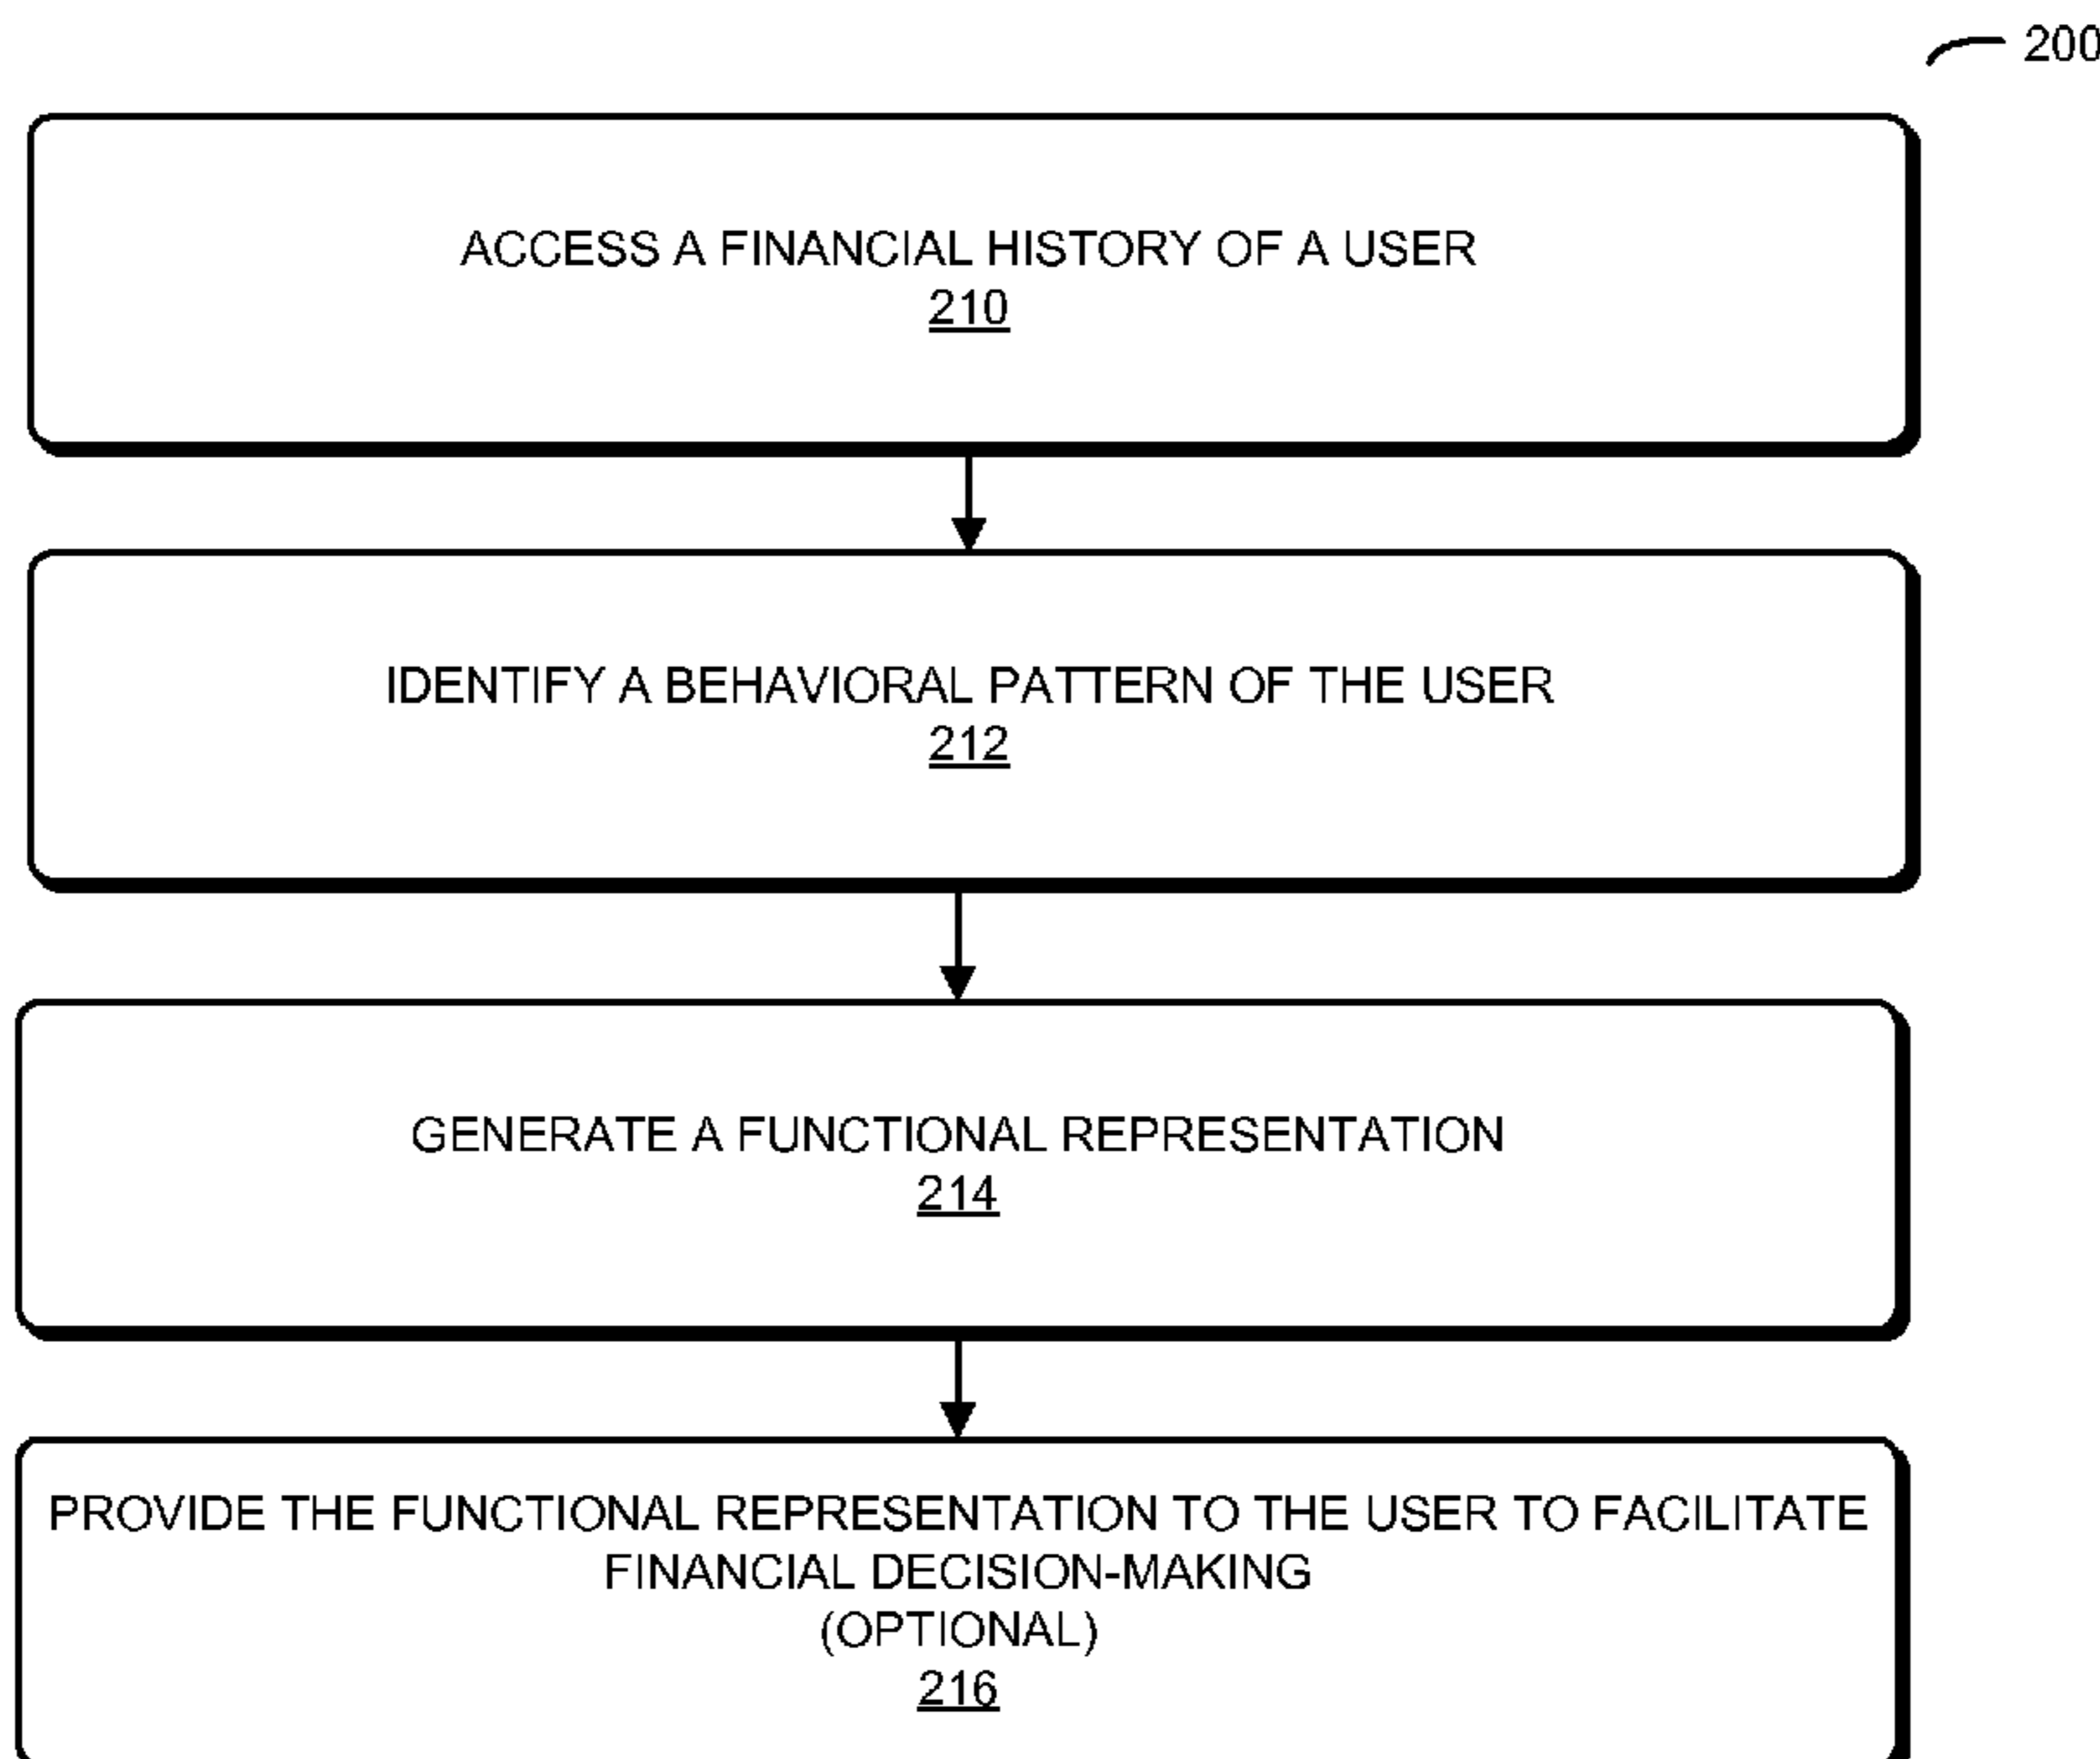 200
ACCESS A FINANCIAL HISTORY OF A USER
210
IDENTIFY A BEHAVIORAL PATTERN OF THE USER
212
GENERATE A FUNCTIONAL REPRESENTATION
214
PROVIDE THE FUNCTIONAL REPRESENTATION TO THE USER TO FACILITATE
FINANCIAL DECISION-MAKING
(OPTIONAL)
216